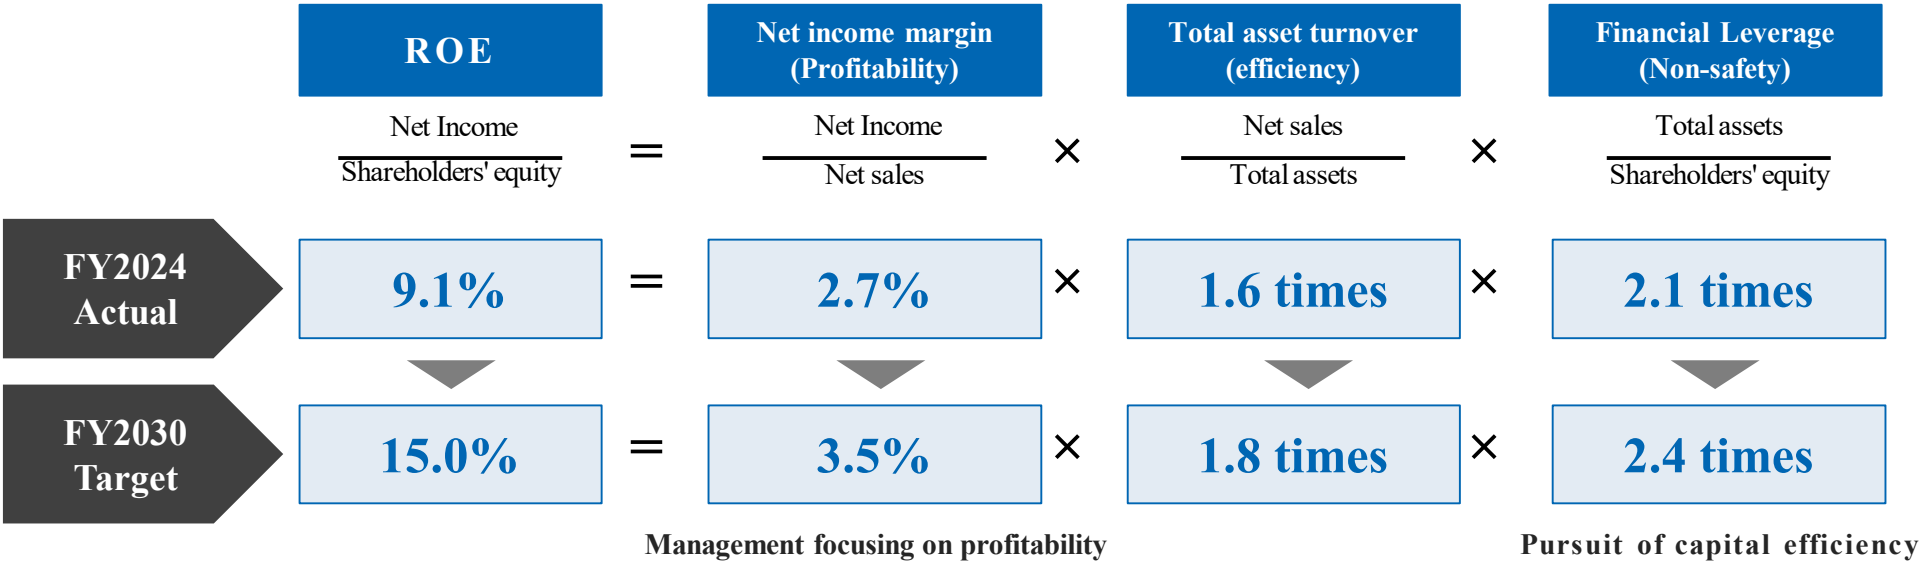 ROE
Net income margin
(Profitability)
Total asset turnover
(efficiency)
Financial Leverage
(Non-safety)
Net Income
Shareholders' equity
=
Net Income
Net sales
×
Net sales
Total assets
×
Total assets
Shareholders' equity
FY2024
Actual
9.1%
=
2.7%
×
1.6 times
×
2.1 times
FY2030
Target
15.0%
=
3.5%
×
1.8 times
×
2.4 times
Management focusing on profitability
Pursuit of capital efficiency